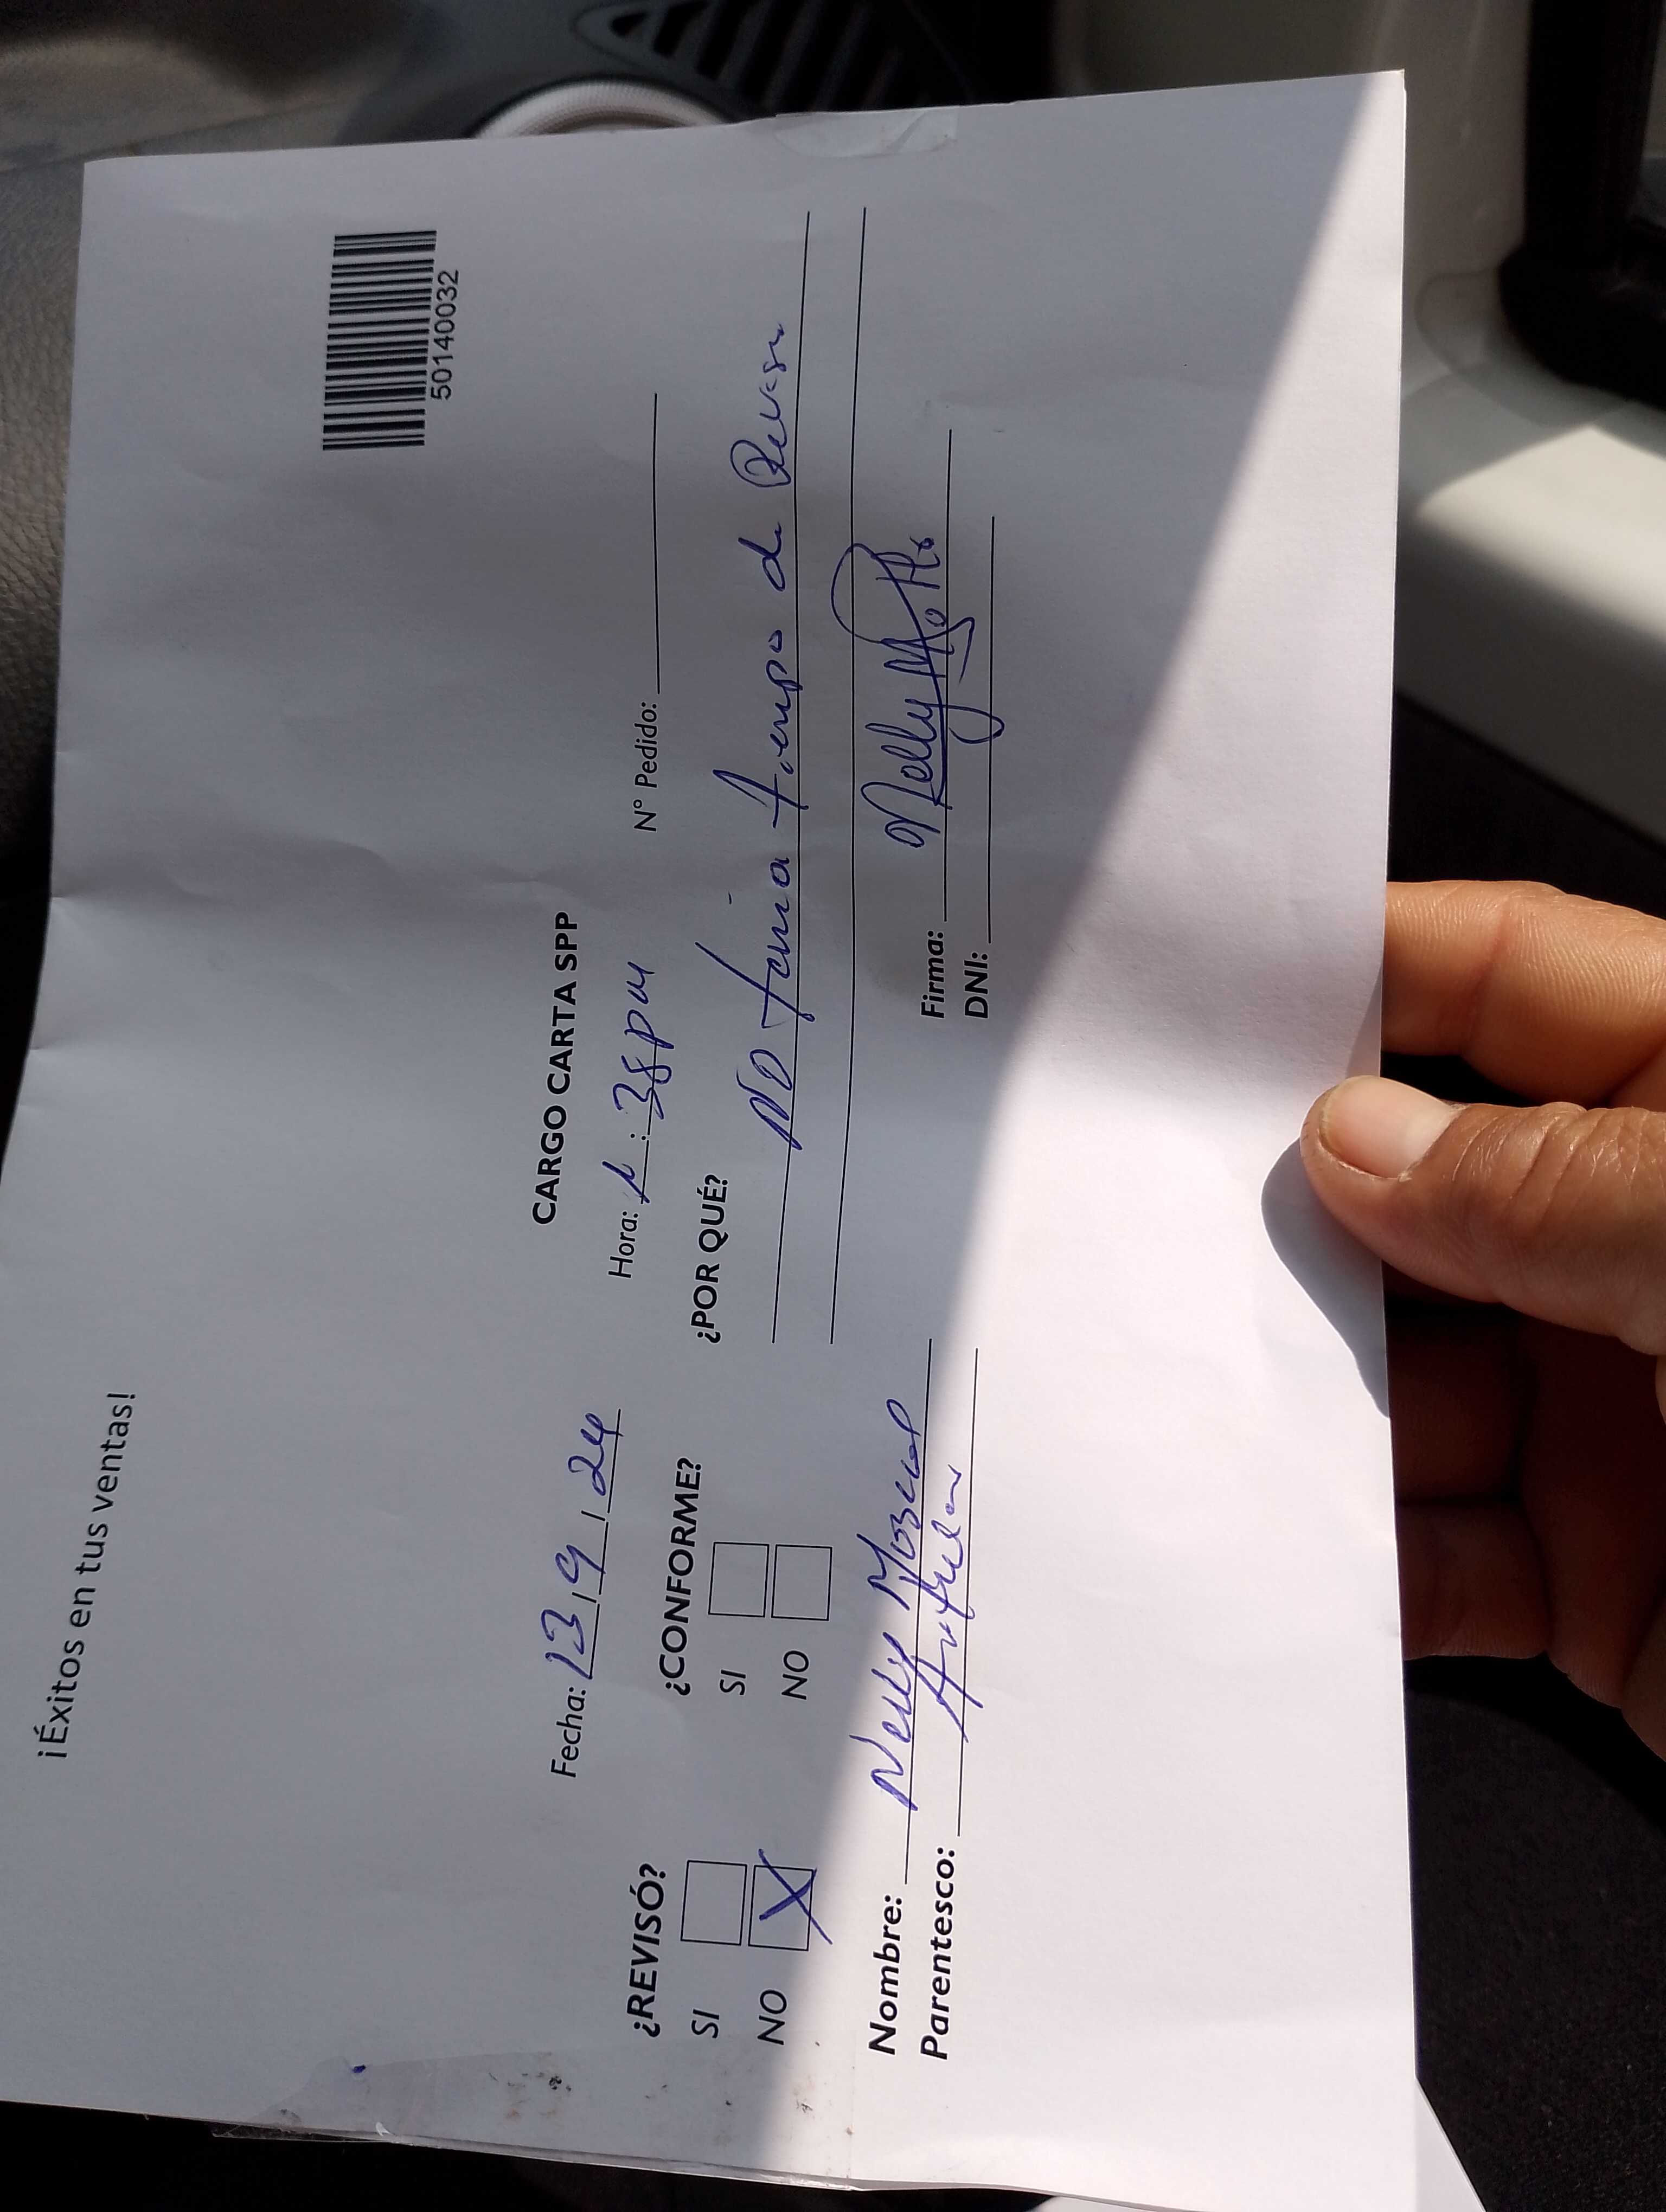 ¡Éxitos en tus ventas!
50140032
CARGO CARTA SPP
Fecha: 13/9/24 Hora: 1:38pm N° Pedido:
¿REVISÓ? ¿CONFORME? ¿POR QUÉ?
SI SI No tenia tiempo de
NO X NO
Nombre: Nelly Firma: Nelly
Parentesco: DNI: